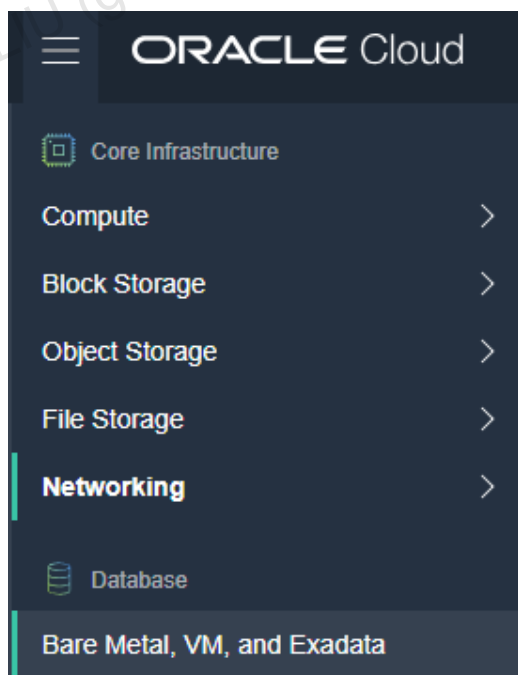 ORACLE Cloud
Core Infrastructure
Compute
Block Storage
Object Storage
File Storage
Networking
Database
Bare Metal, VM, and Exadata